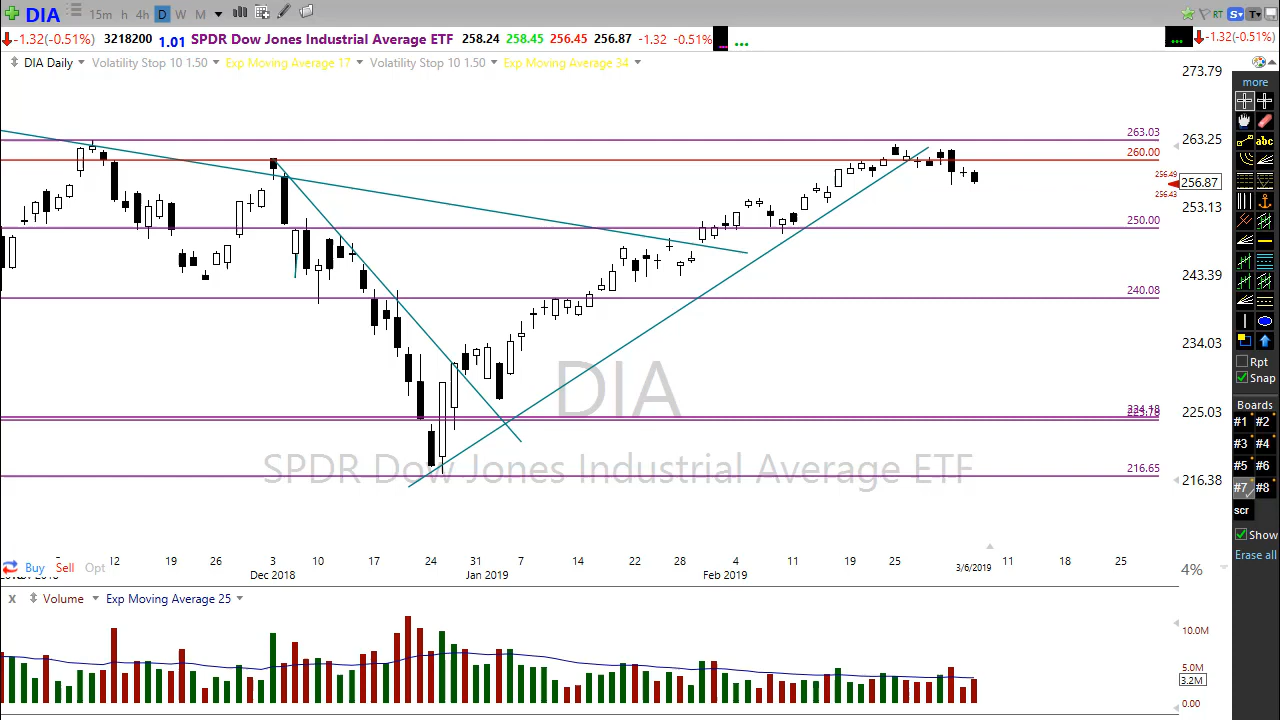 DIA 15m h 4h D W M RT S T
-1.32(-0.51%) 3218200 1.01 SPDR Dow Jones Industrial Average ETF 258.24 258.45 256.45 256.87 -1.32 -0.51% ... ... ... -1.32(-0.51%)
DIA Daily Volatility Stop 10 1.50 Exp Moving Average 17 Volatility Stop 10 1.50 Exp Moving Average 34
273.79
more
263.03
263.25
260.00
abc
256.49
256.87
256.43
253.13
250.00
243.39
240.08
234.03
Rpt
Snap
DIA
Boards
225.03
#1 #2
#3 #4
SPDR Dow Jones Industrial Average ETF
#5 #6
216.65
216.38
#7 #8
scr
Show
Erase all
12 19 26 3 10 17 24 31 7 14 22 28 4 11 19 25 11 18 25
Buy Sell Opt
Dec 2018 Jan 2019 Feb 2019 3/6/2019
4%
X Volume Exp Moving Average 25
10.0M
5.0M
3.2M
0.00